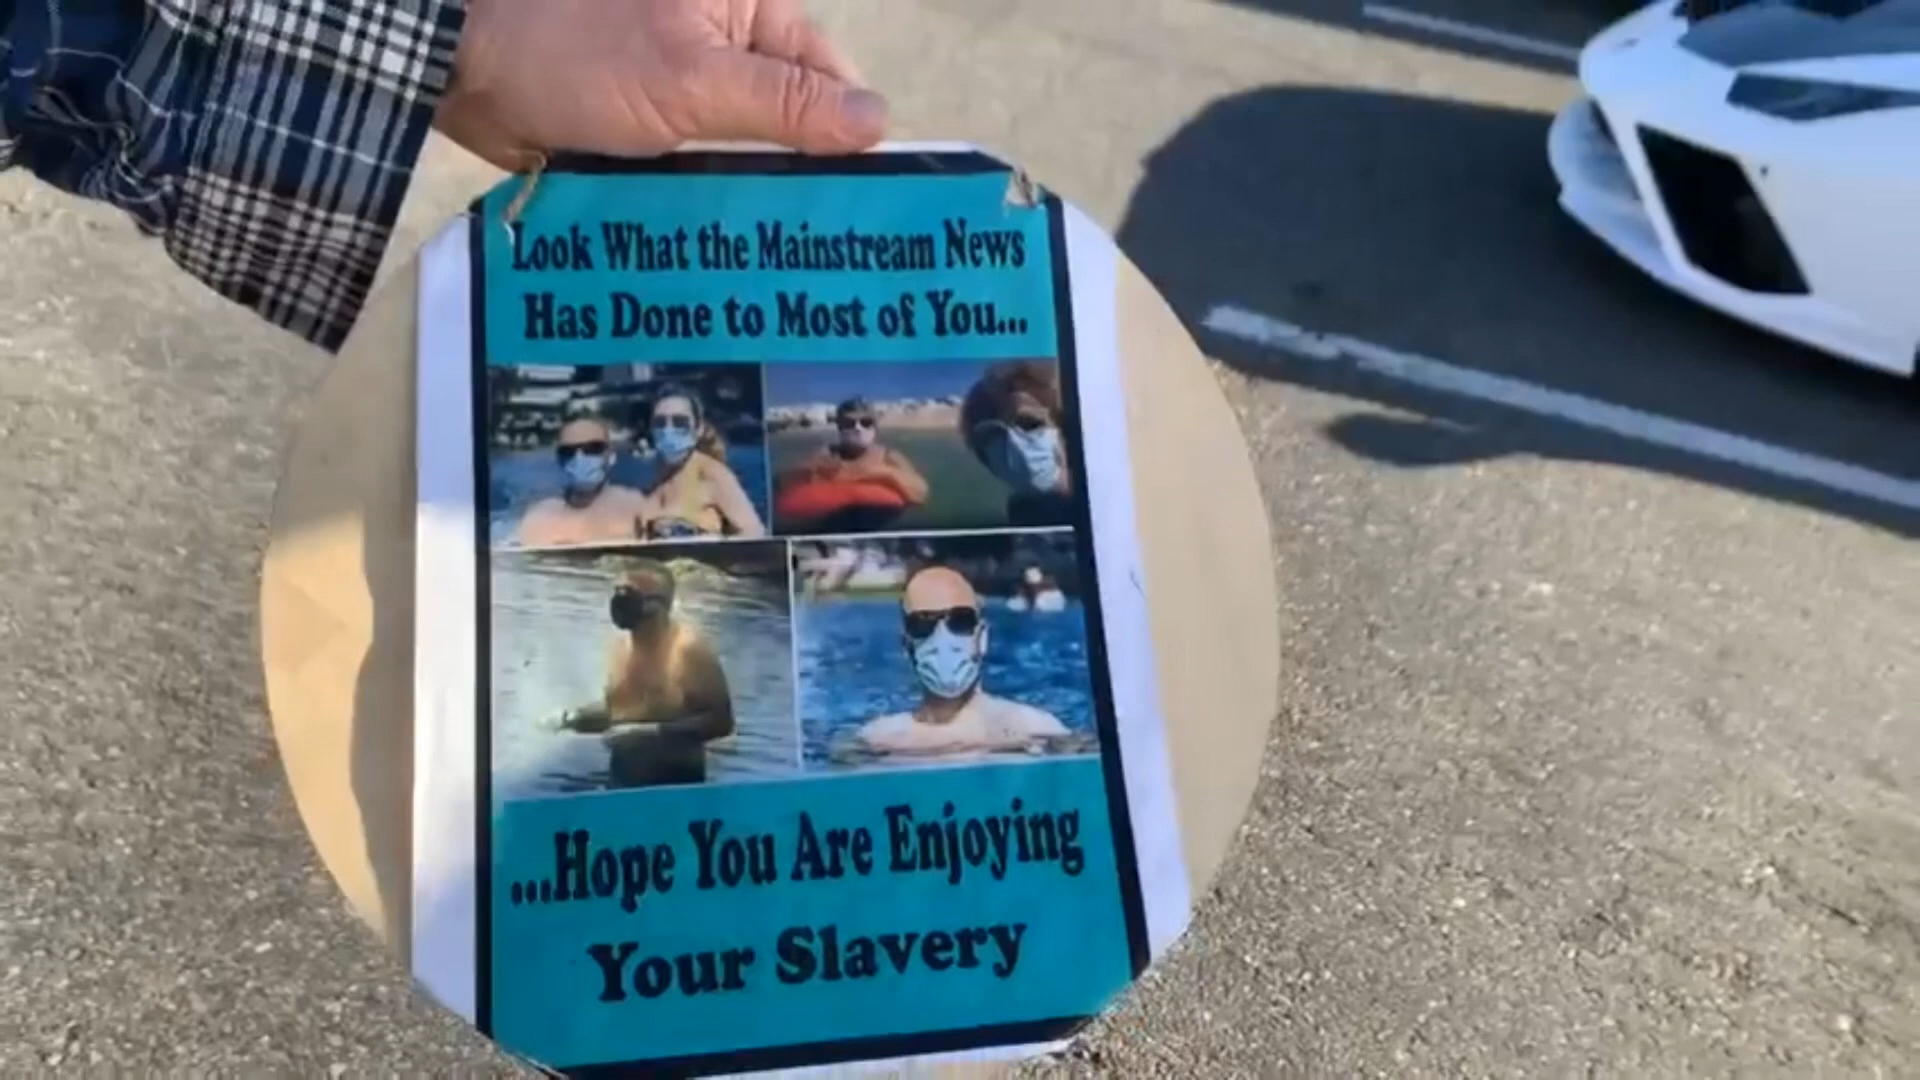 Look What the Mainstream News
Has Done to Most of You...
...Hope You Are Enjoying
Your Slavery